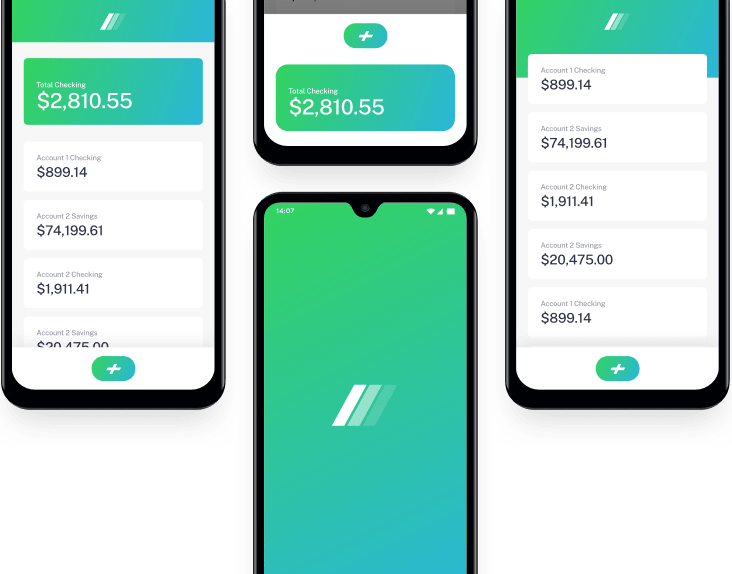 Total Checking
$2,810.55
Account 1 Checking
$899.14
Account 2 Savings
$74,199.61
Account 2 Checking
$1,911.41
Account 2 Savings
$20,475.00
Total Checking
$2,810.55
14:07
Account 1 Checking
$899.14
Account 2 Savings
$74,199.61
Account 2 Checking
$1,911.41
Account 2 Savings
$20,475.00
Account 1 Checking
$899.14